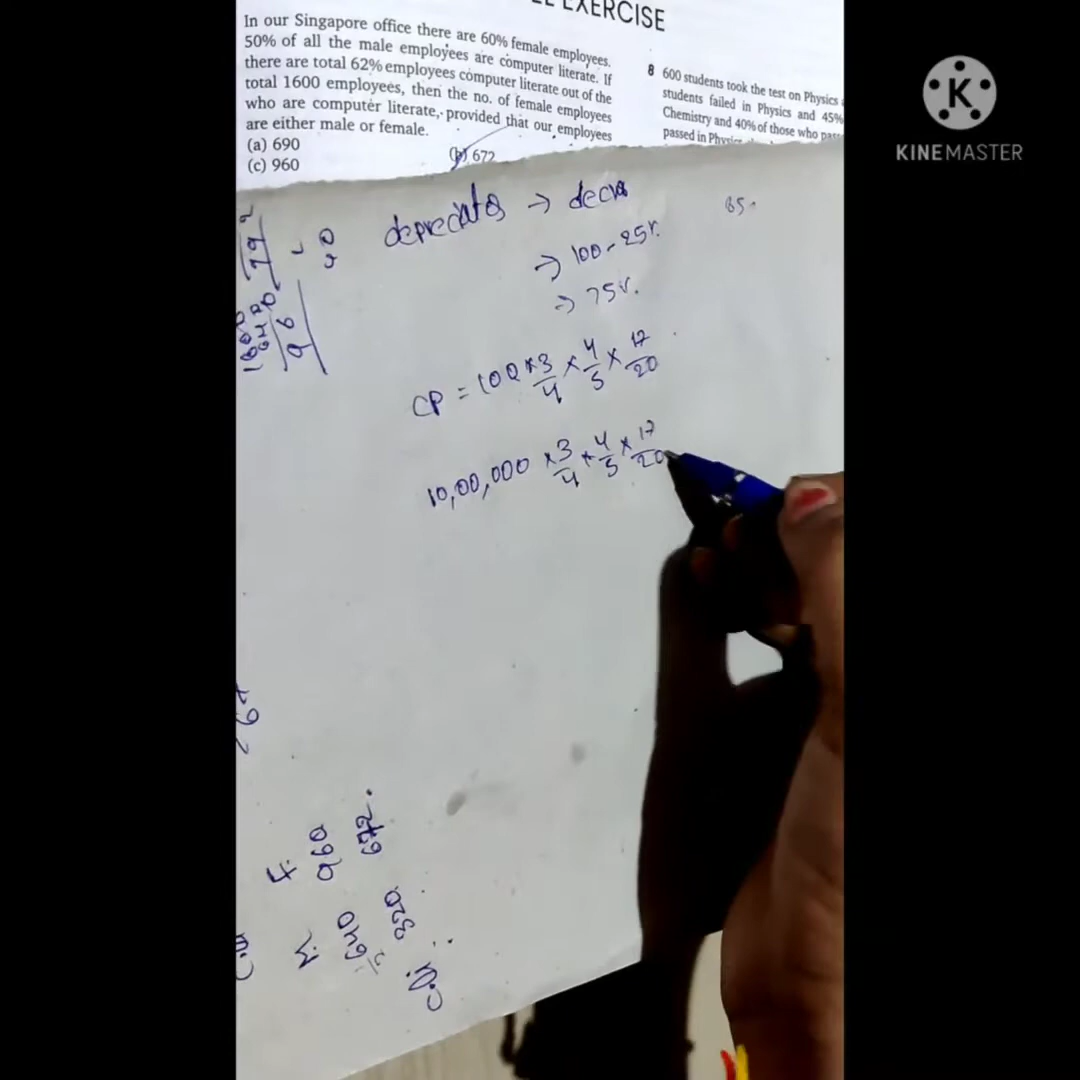 EXERCISE
In our Singapore office there are 60% female employees.
50% of all the male employees are computer literate. If
there are total 62% employees computer literate out of the
total 1600 employees, then the no. of female employees
who are computer literate, provided that our employees
are either male or female.
(a) 690
(b) 672
(c) 960
8 600 students took the test on Physics
students failed in Physics and 45%
Chemistry and 40% of those who pass
passed in Physics
KINEMASTER
depreciates → decr
→ 100 - 25%
→ 75%
85
CP = 100 × 3/4 × 4/5 × 17/20
10,00,000 × 3/4 × 4/5 × 17/20
40
M F
640 960
320 672